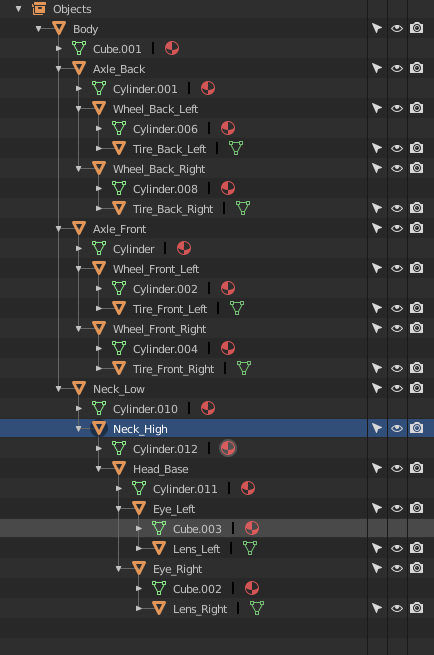 Objects
Body
Cube.001
Axle_Back
Cylinder.001
Wheel_Back_Left
Cylinder.006
Tire_Back_Left
Wheel_Back_Right
Cylinder.008
Tire_Back_Right
Axle_Front
Cylinder
Wheel_Front_Left
Cylinder.002
Tire_Front_Left
Wheel_Front_Right
Cylinder.004
Tire_Front_Right
Neck_Low
Cylinder.010
Neck_High
Cylinder.012
Head_Base
Cylinder.011
Eye_Left
Cube.003
Lens_Left
Eye_Right
Cube.002
Lens_Right